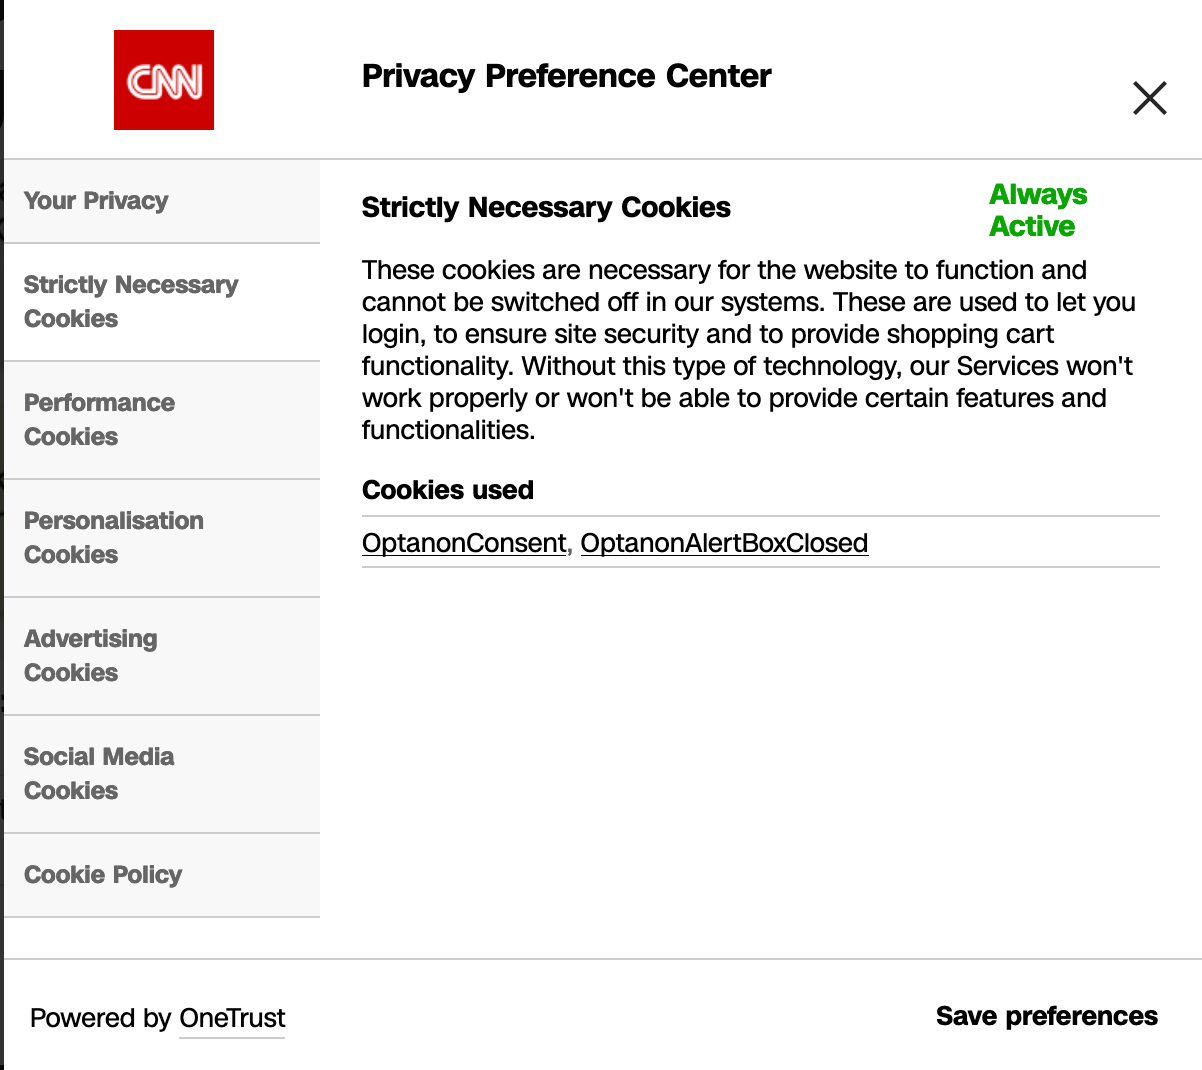 CNN
Privacy Preference Center
Your Privacy
Strictly Necessary
Cookies
Performance
Cookies
Personalisation
Cookies
Advertising
Cookies
Social Media
Cookies
Cookie Policy
Strictly Necessary Cookies
Always
Active
These cookies are necessary for the website to function and
cannot be switched off in our systems. These are used to let you
login, to ensure site security and to provide shopping cart
functionality. Without this type of technology, our Services won't
work properly or won't be able to provide certain features and
functionalities.
Cookies used
OptanonConsent, OptanonAlertBoxClosed
Powered by OneTrust
Save preferences